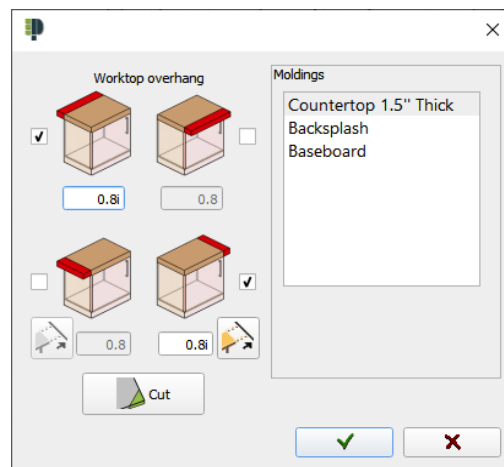 Worktop overhang
Moldings
Countertop 1.5" Thick
Backsplash
Baseboard
0.8i
0.8
0.8
0.8i
Cut